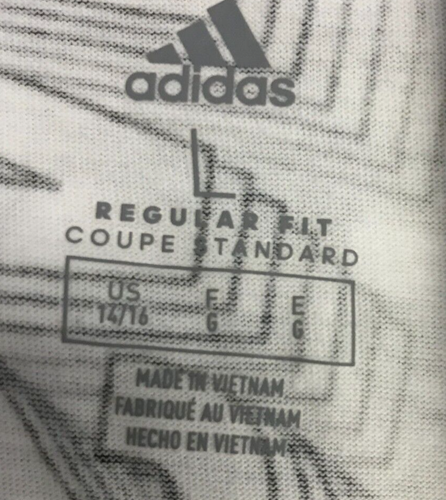 adidas
L
REGULAR FIT
COUPE STANDARD
US F E
14/16 G G
MADE IN VIETNAM
FABRIQUÉ AU VIETNAM
HECHO EN VIETNAM